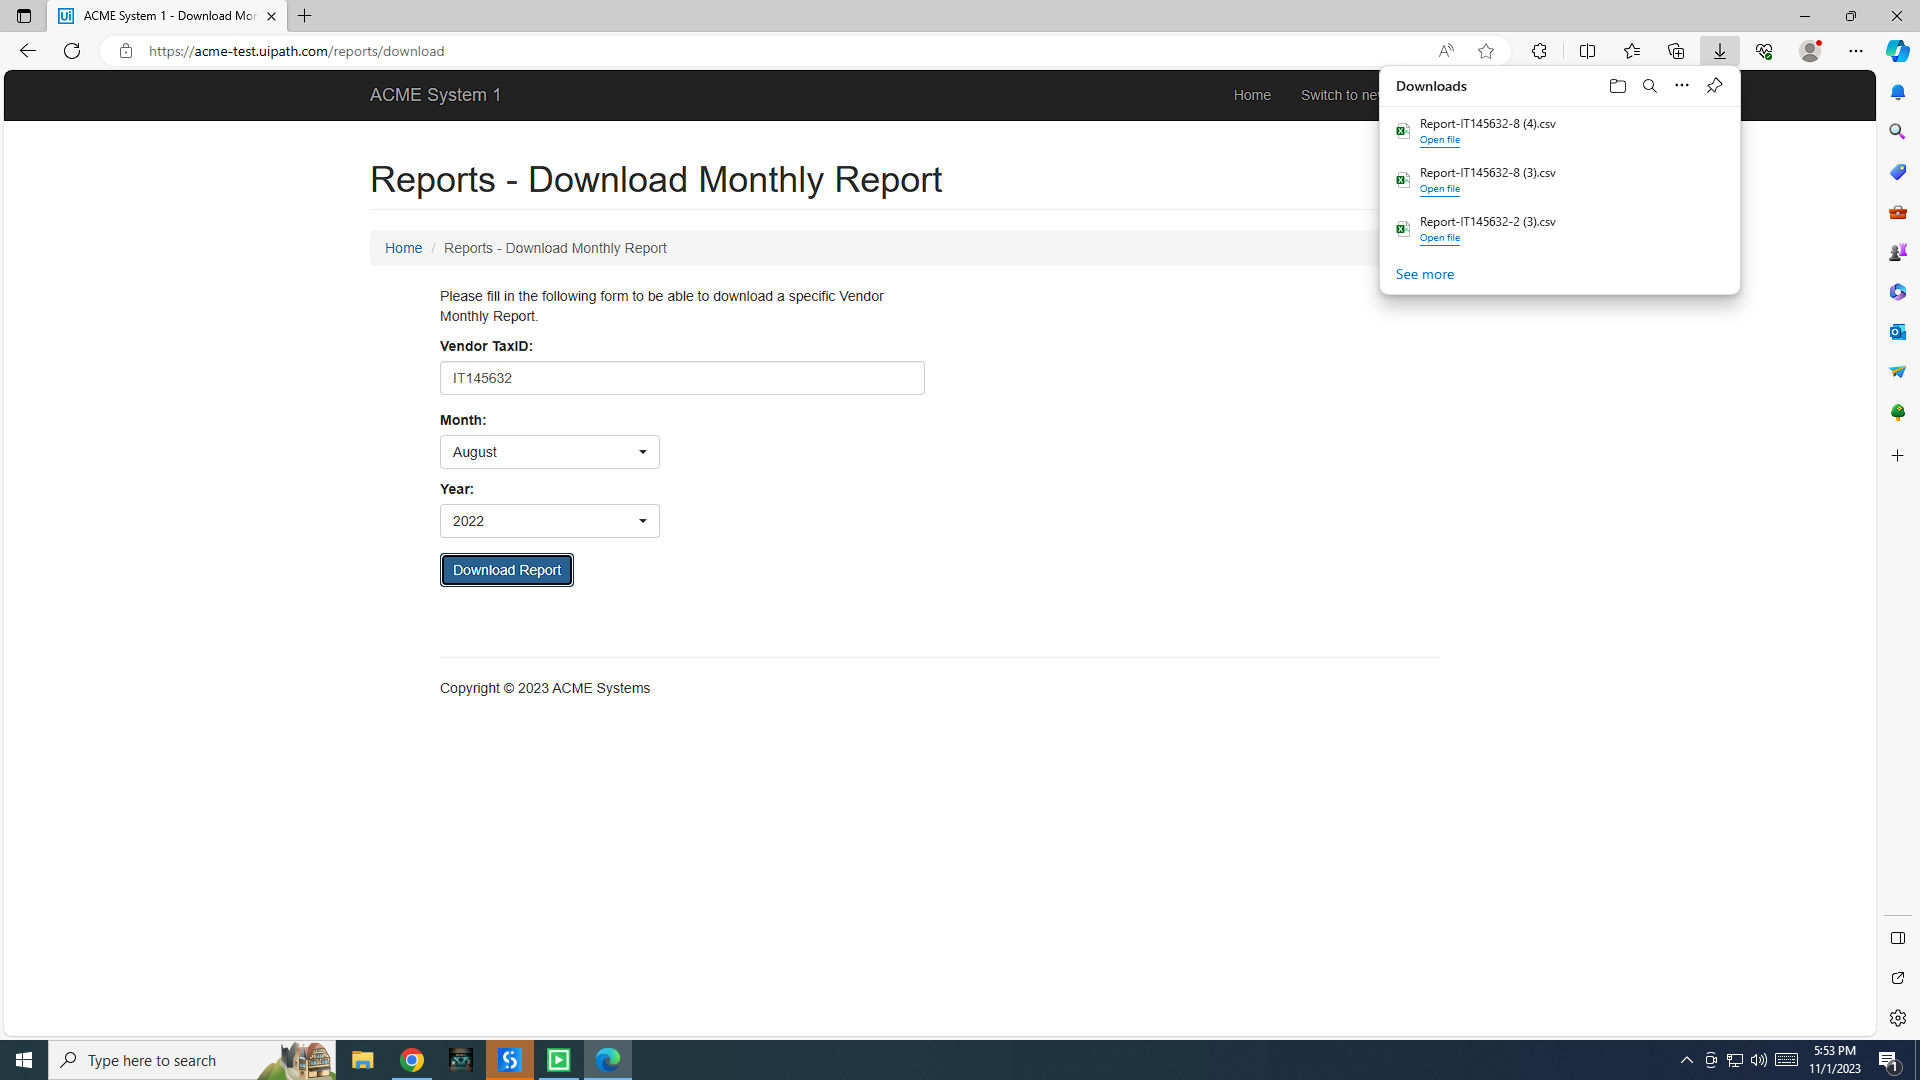 ACME System 1 - Download Mon
https://acme-test.uipath.com/reports/download
ACME System 1
Home
Switch to nev
Downloads
Report-IT145632-8 (4).csv
Open file
Report-IT145632-8 (3).csv
Open file
Report-IT145632-2 (3).csv
Open file
See more
Reports - Download Monthly Report
Home / Reports - Download Monthly Report
Please fill in the following form to be able to download a specific Vendor
Monthly Report.
Vendor TaxID:
IT145632
Month:
August
Year:
2022
Download Report
Copyright © 2023 ACME Systems
Type here to search
5:53 PM
11/1/2023
1